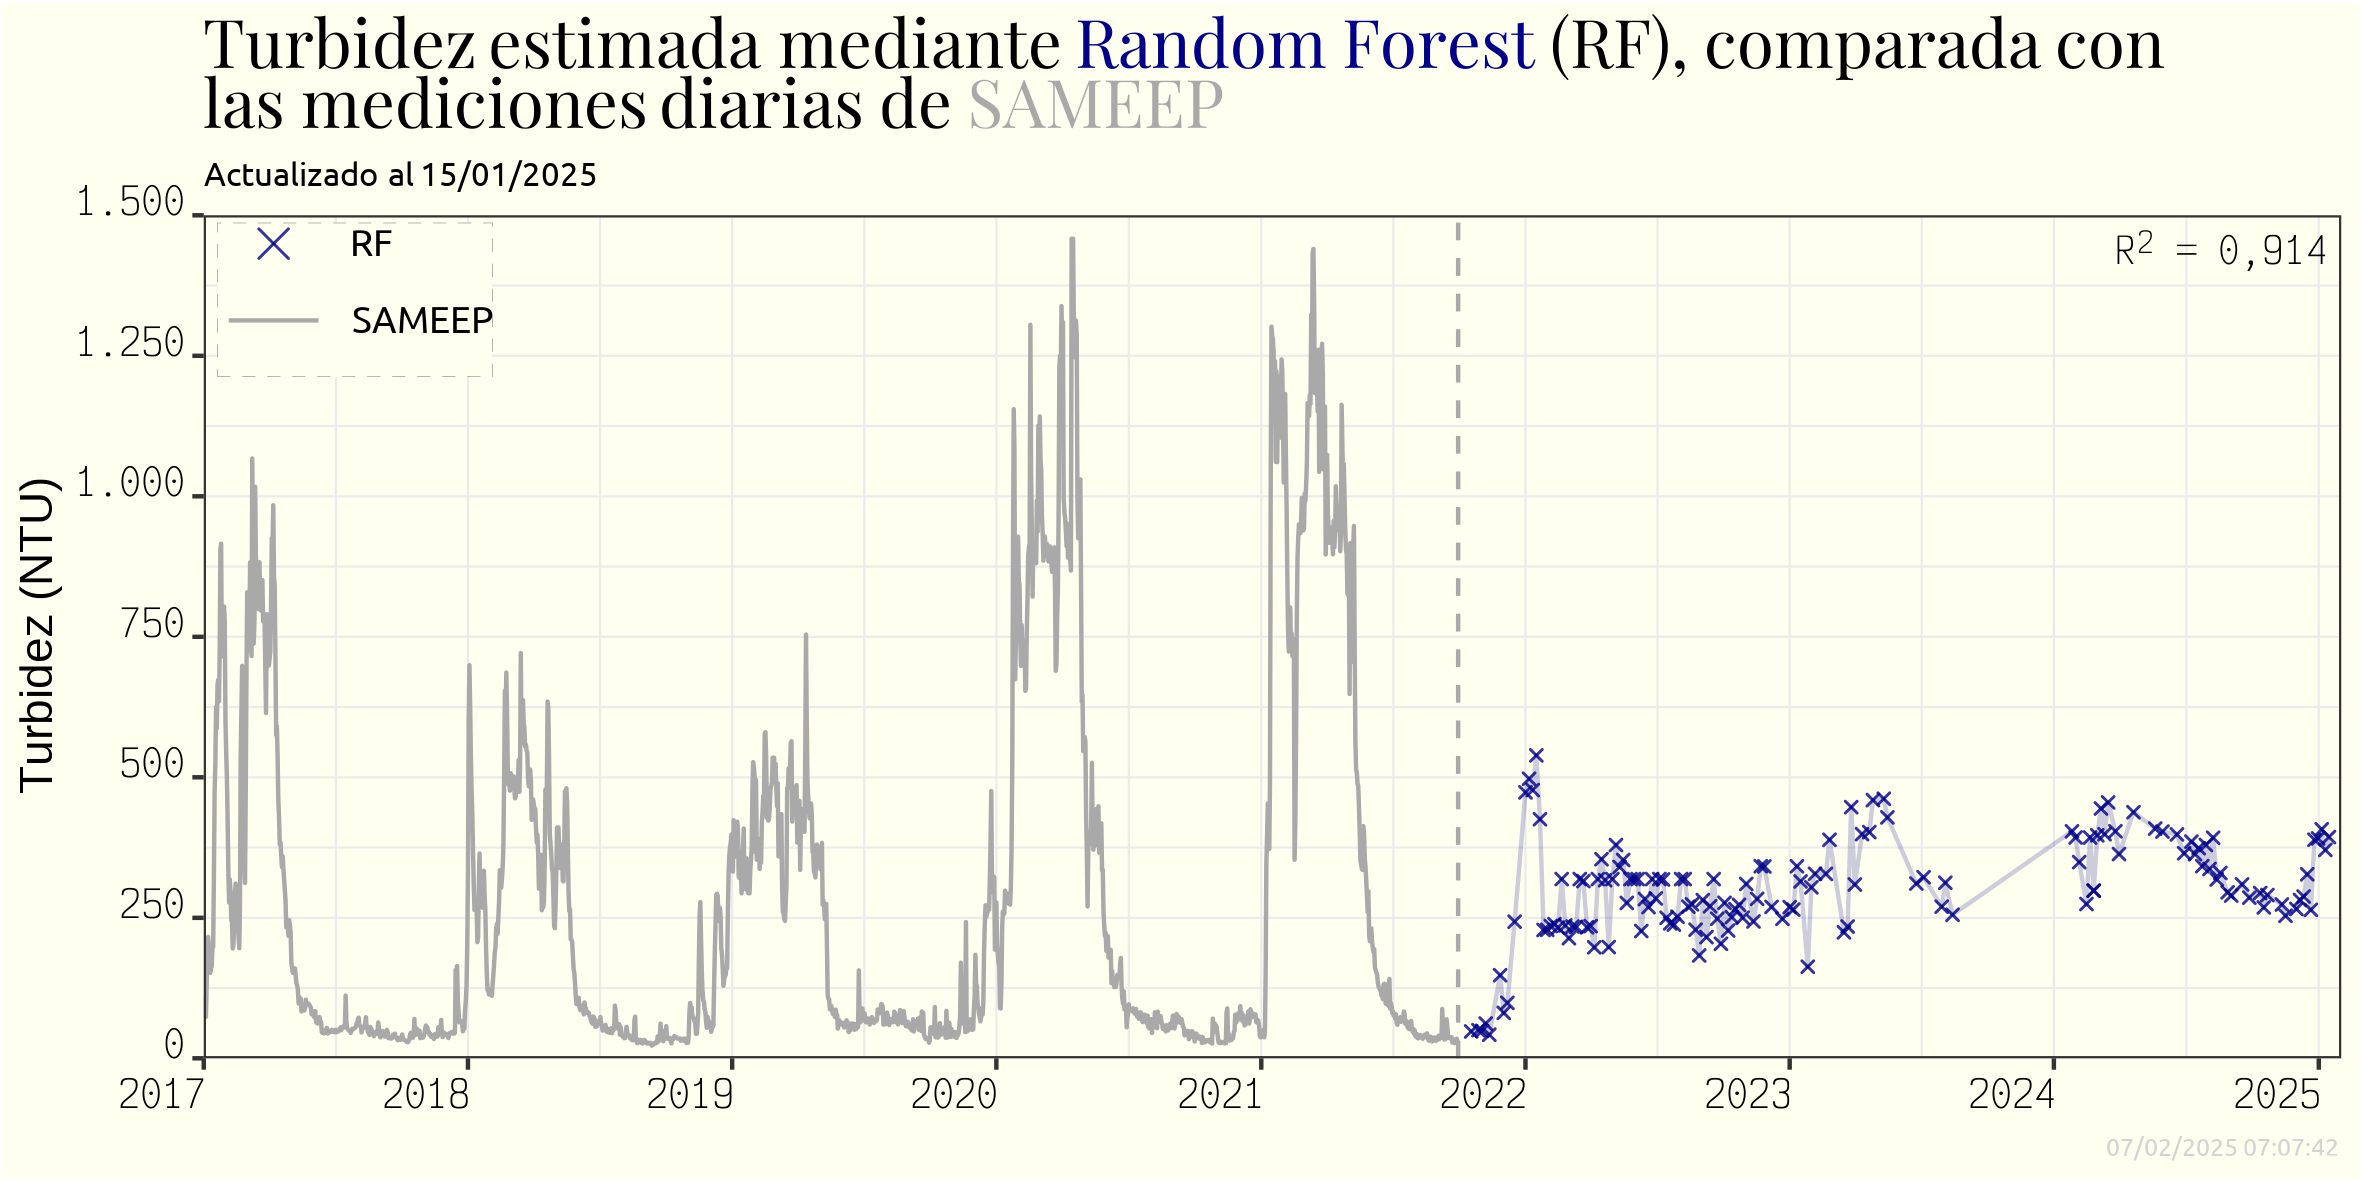 Turbidez estimada mediante Random Forest (RF), comparada con
las mediciones diarias de SAMEEP
Actualizado al 15/01/2025
1.500
1.250
1.000
750
500
250
0
Turbidez (NTU)
RF
SAMEEP
R² = 0,914
2017 2018 2019 2020 2021 2022 2023 2024 2025
07/02/2025 07:07:42